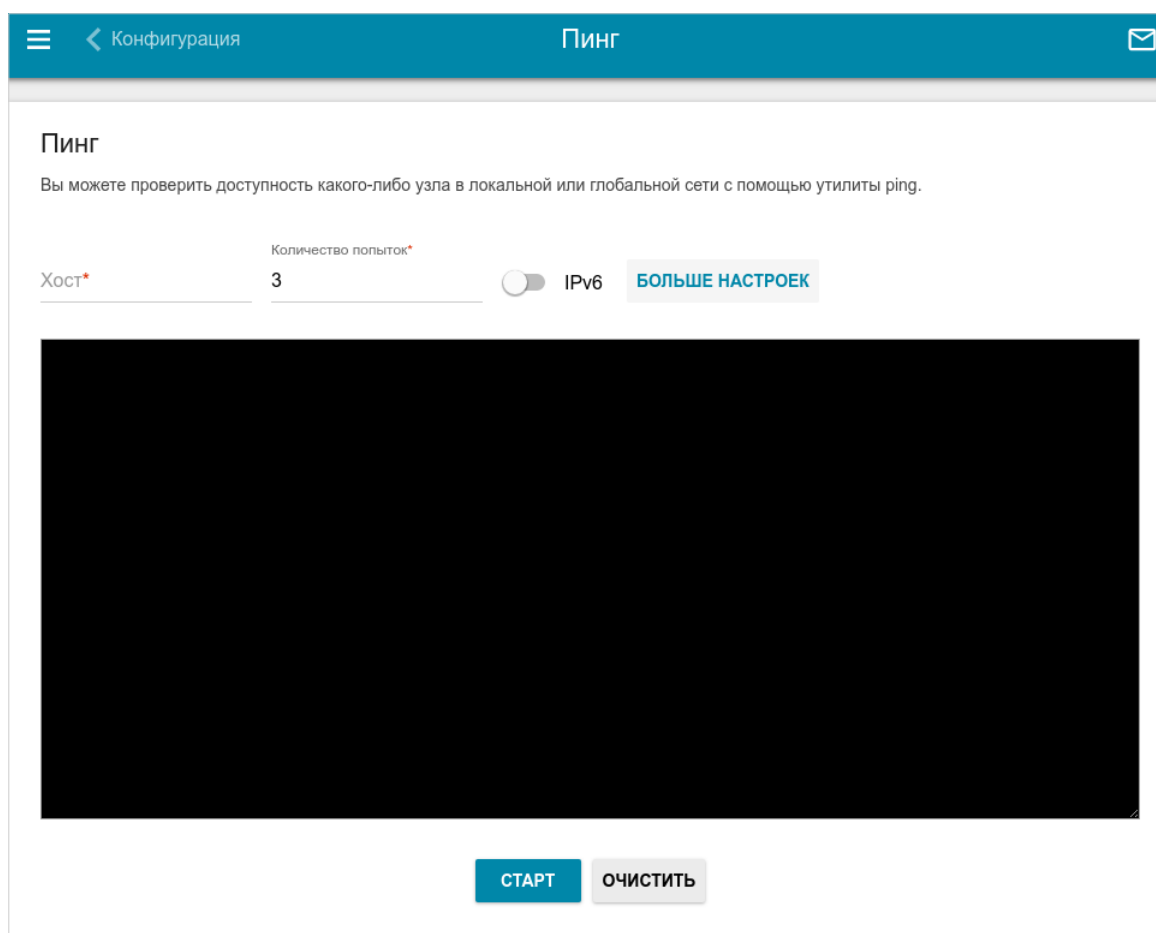 Конфигурация
Пинг
Пинг
Вы можете проверить доступность какого-либо узла в локальной или глобальной сети с помощью утилиты ping.
Количество попыток*
Хост*
3
IPv6
БОЛЬШЕ НАСТРОЕК
СТАРТ
ОЧИСТИТЬ